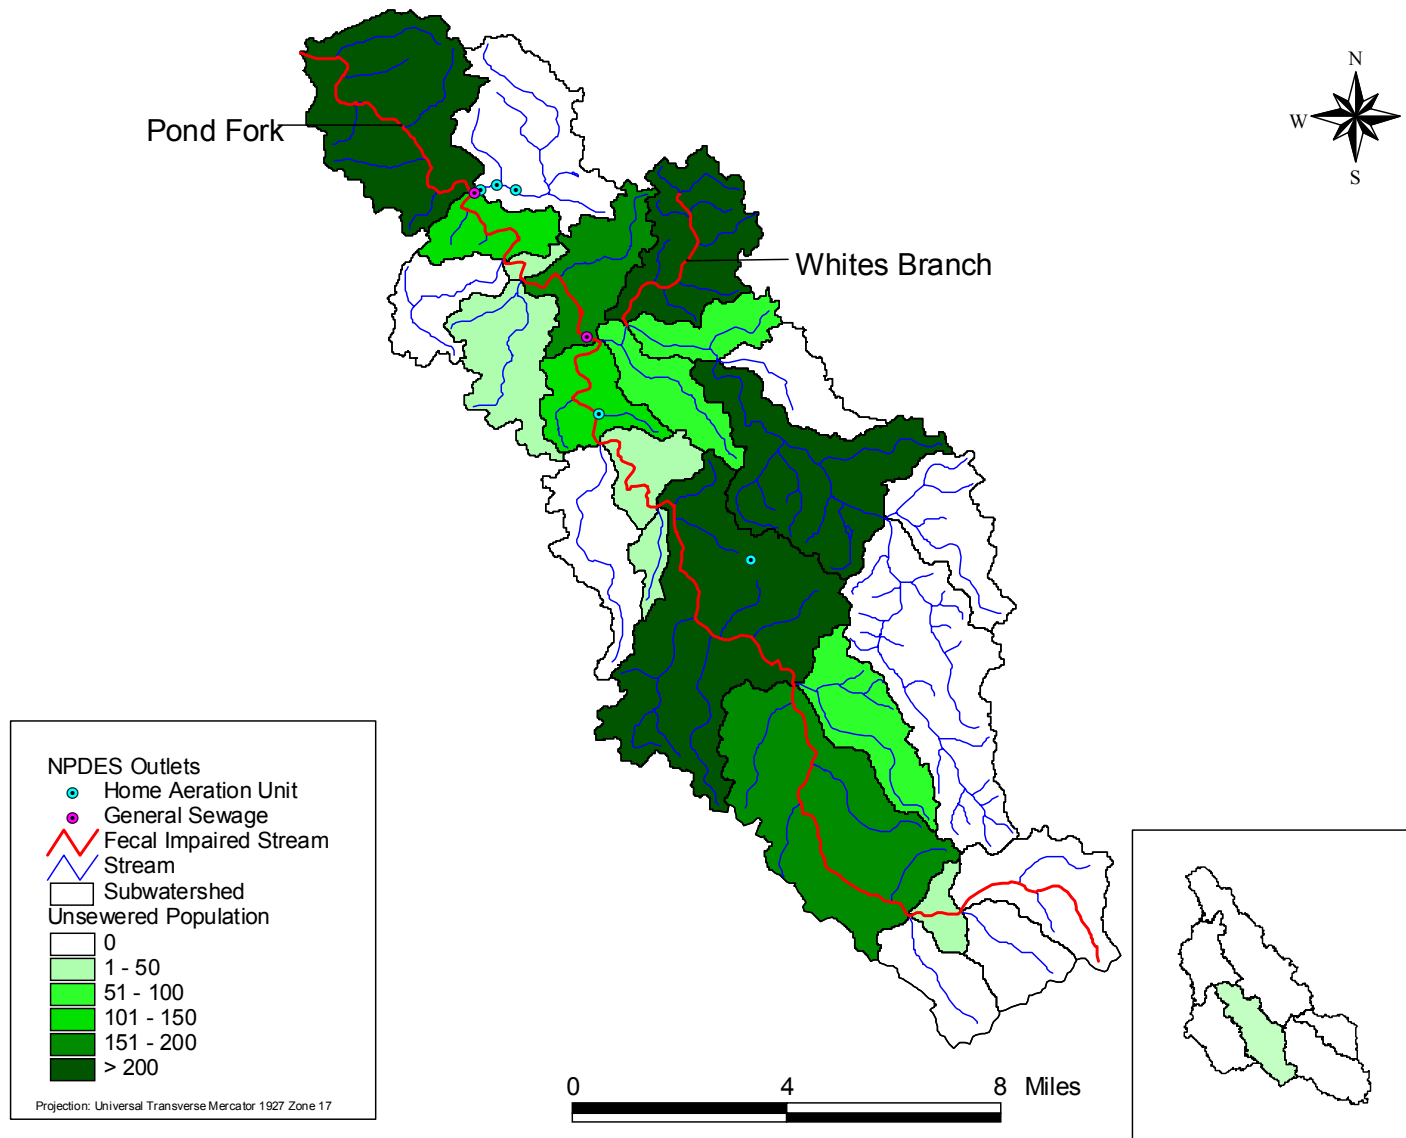 N
W
S
Pond Fork
Whites Branch
NPDES Outlets
Home Aeration Unit
General Sewage
Fecal Impaired Stream
Stream
Subwatershed
Unsewered Population
0
1 - 50
51 - 100
101 - 150
151 - 200
> 200
Projection: Universal Transverse Mercator 1927 Zone 17
0 4 8 Miles